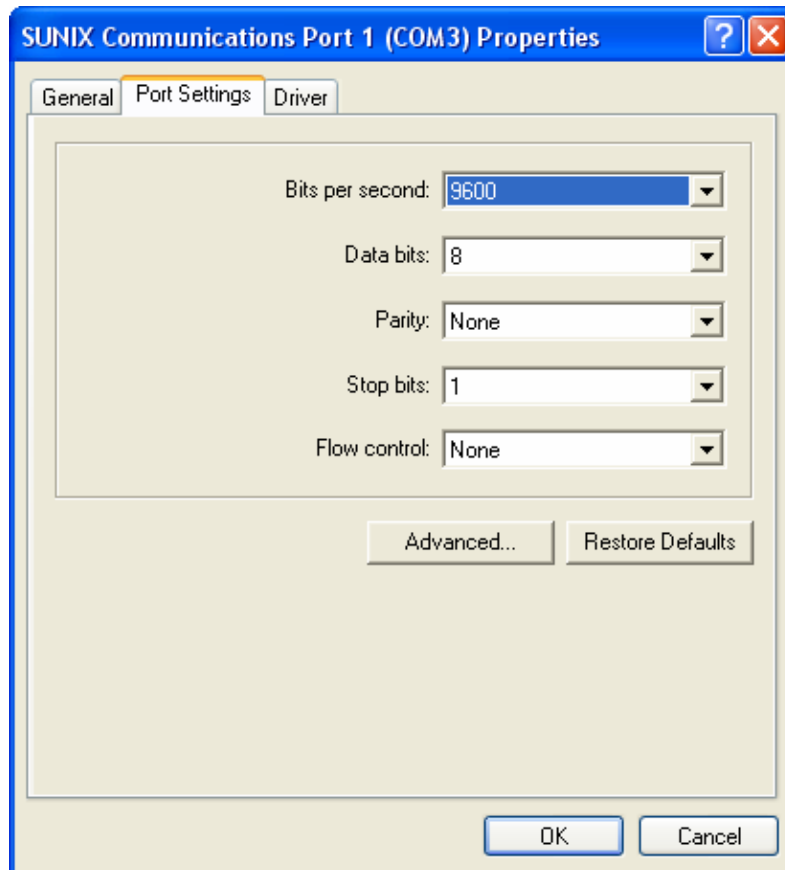 SUNIX Communications Port 1 (COM3) Properties
General Port Settings Driver
Bits per second: 9600
Data bits: 8
Parity: None
Stop bits: 1
Flow control: None
Advanced... Restore Defaults
OK Cancel